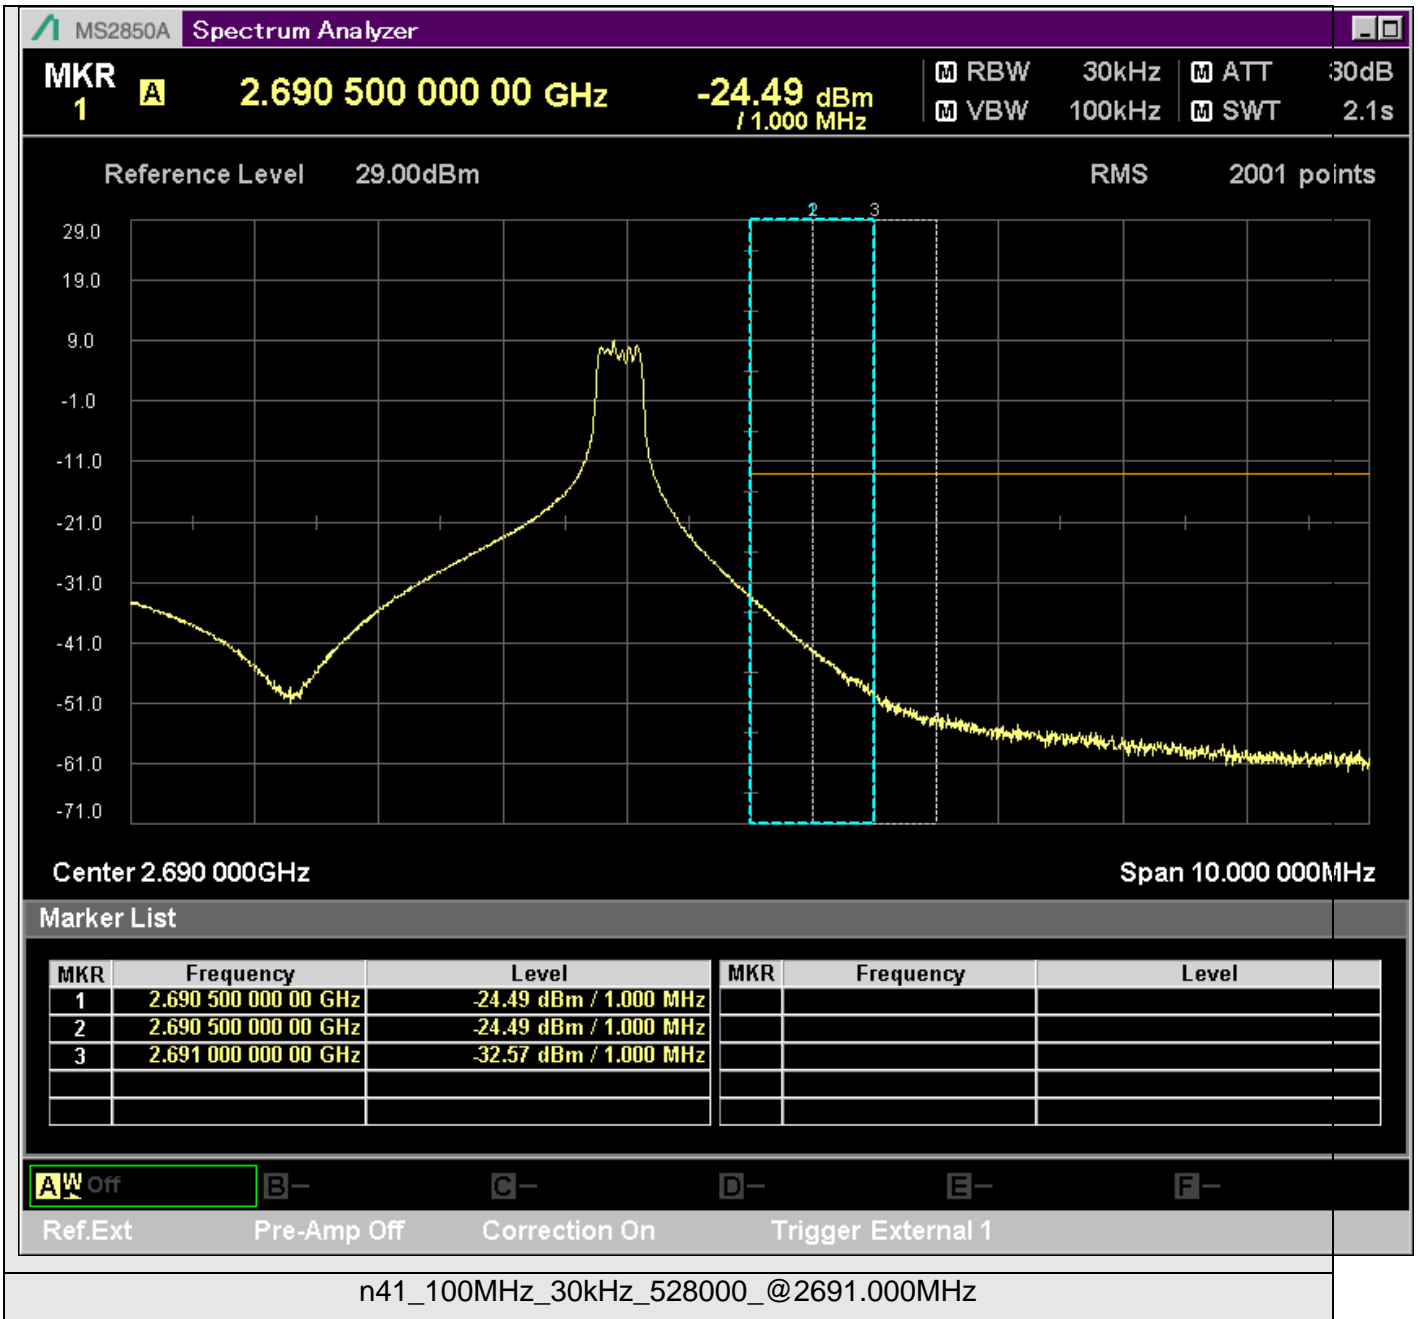 MS2850A Spectrum Analyzer
MKR 1 A 2.690 500 000 00 GHz -24.49 dBm / 1.000 MHz
M RBW 30kHz M ATT 30dB
M VBW 100kHz M SWT 2.1s
Reference Level 29.00dBm RMS 2001 points
2 3
29.0
19.0
9.0
-1.0
-11.0
-21.0
-31.0
-41.0
-51.0
-61.0
-71.0
Center 2.690 000GHz Span 10.000 000MHz
Marker List
MKR Frequency Level MKR Frequency Level
1 2.690 500 000 00 GHz -24.49 dBm / 1.000 MHz
2 2.690 500 000 00 GHz -24.49 dBm / 1.000 MHz
3 2.691 000 000 00 GHz -32.57 dBm / 1.000 MHz
A W Off B - C - D - E - F -
Ref.Ext Pre-Amp Off Correction On Trigger External 1
n41_100MHz_30kHz_528000_@2691.000MHz